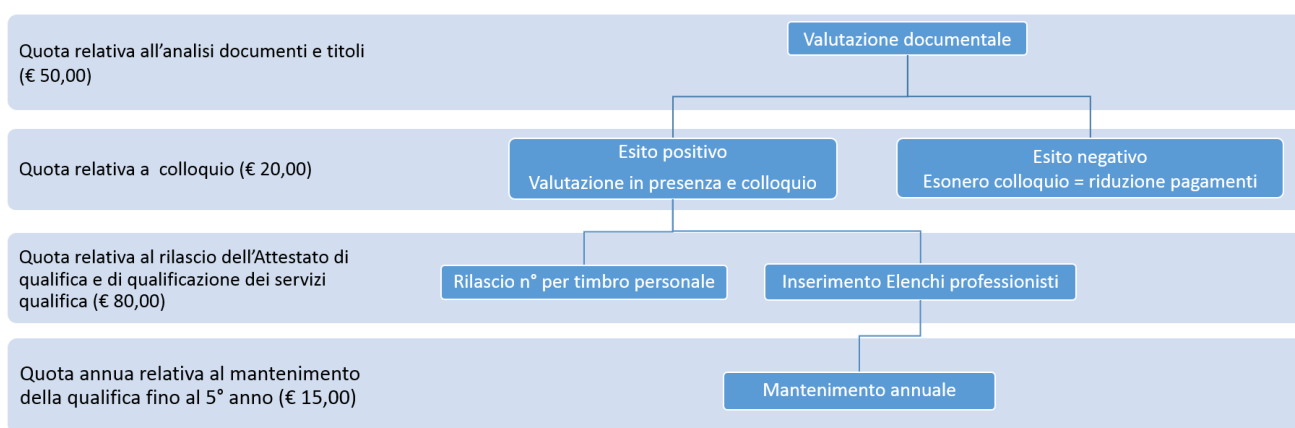 Quota relativa all'analisi documenti e titoli
(€ 50,00)
Valutazione documentale
Quota relativa a  colloquio (€ 20,00)
Esito positivo
Valutazione in presenza e colloquio
Esito negativo
Esonero colloquio = riduzione pagamenti
Quota relativa al rilascio dell'Attestato di
qualifica e di qualificazione dei servizi
qualifica (€ 80,00)
Rilascio n° per timbro personale
Inserimento Elenchi professionisti
Quota annua relativa al mantenimento
della qualifica fino al 5° anno (€ 15,00)
Mantenimento annuale